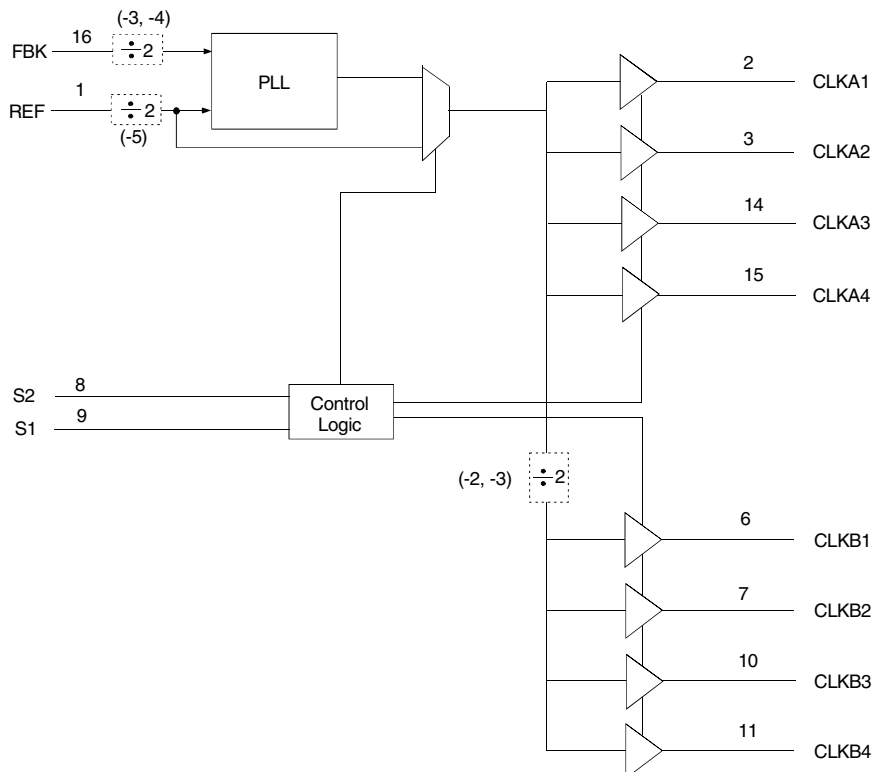 (-3, -4)
FBK 16 ÷2
PLL
REF 1 ÷2
(-5)
2 CLKA1
3 CLKA2
14 CLKA3
15 CLKA4
S2 8
S1 9
Control
Logic
(-2, -3) ÷2
6 CLKB1
7 CLKB2
10 CLKB3
11 CLKB4